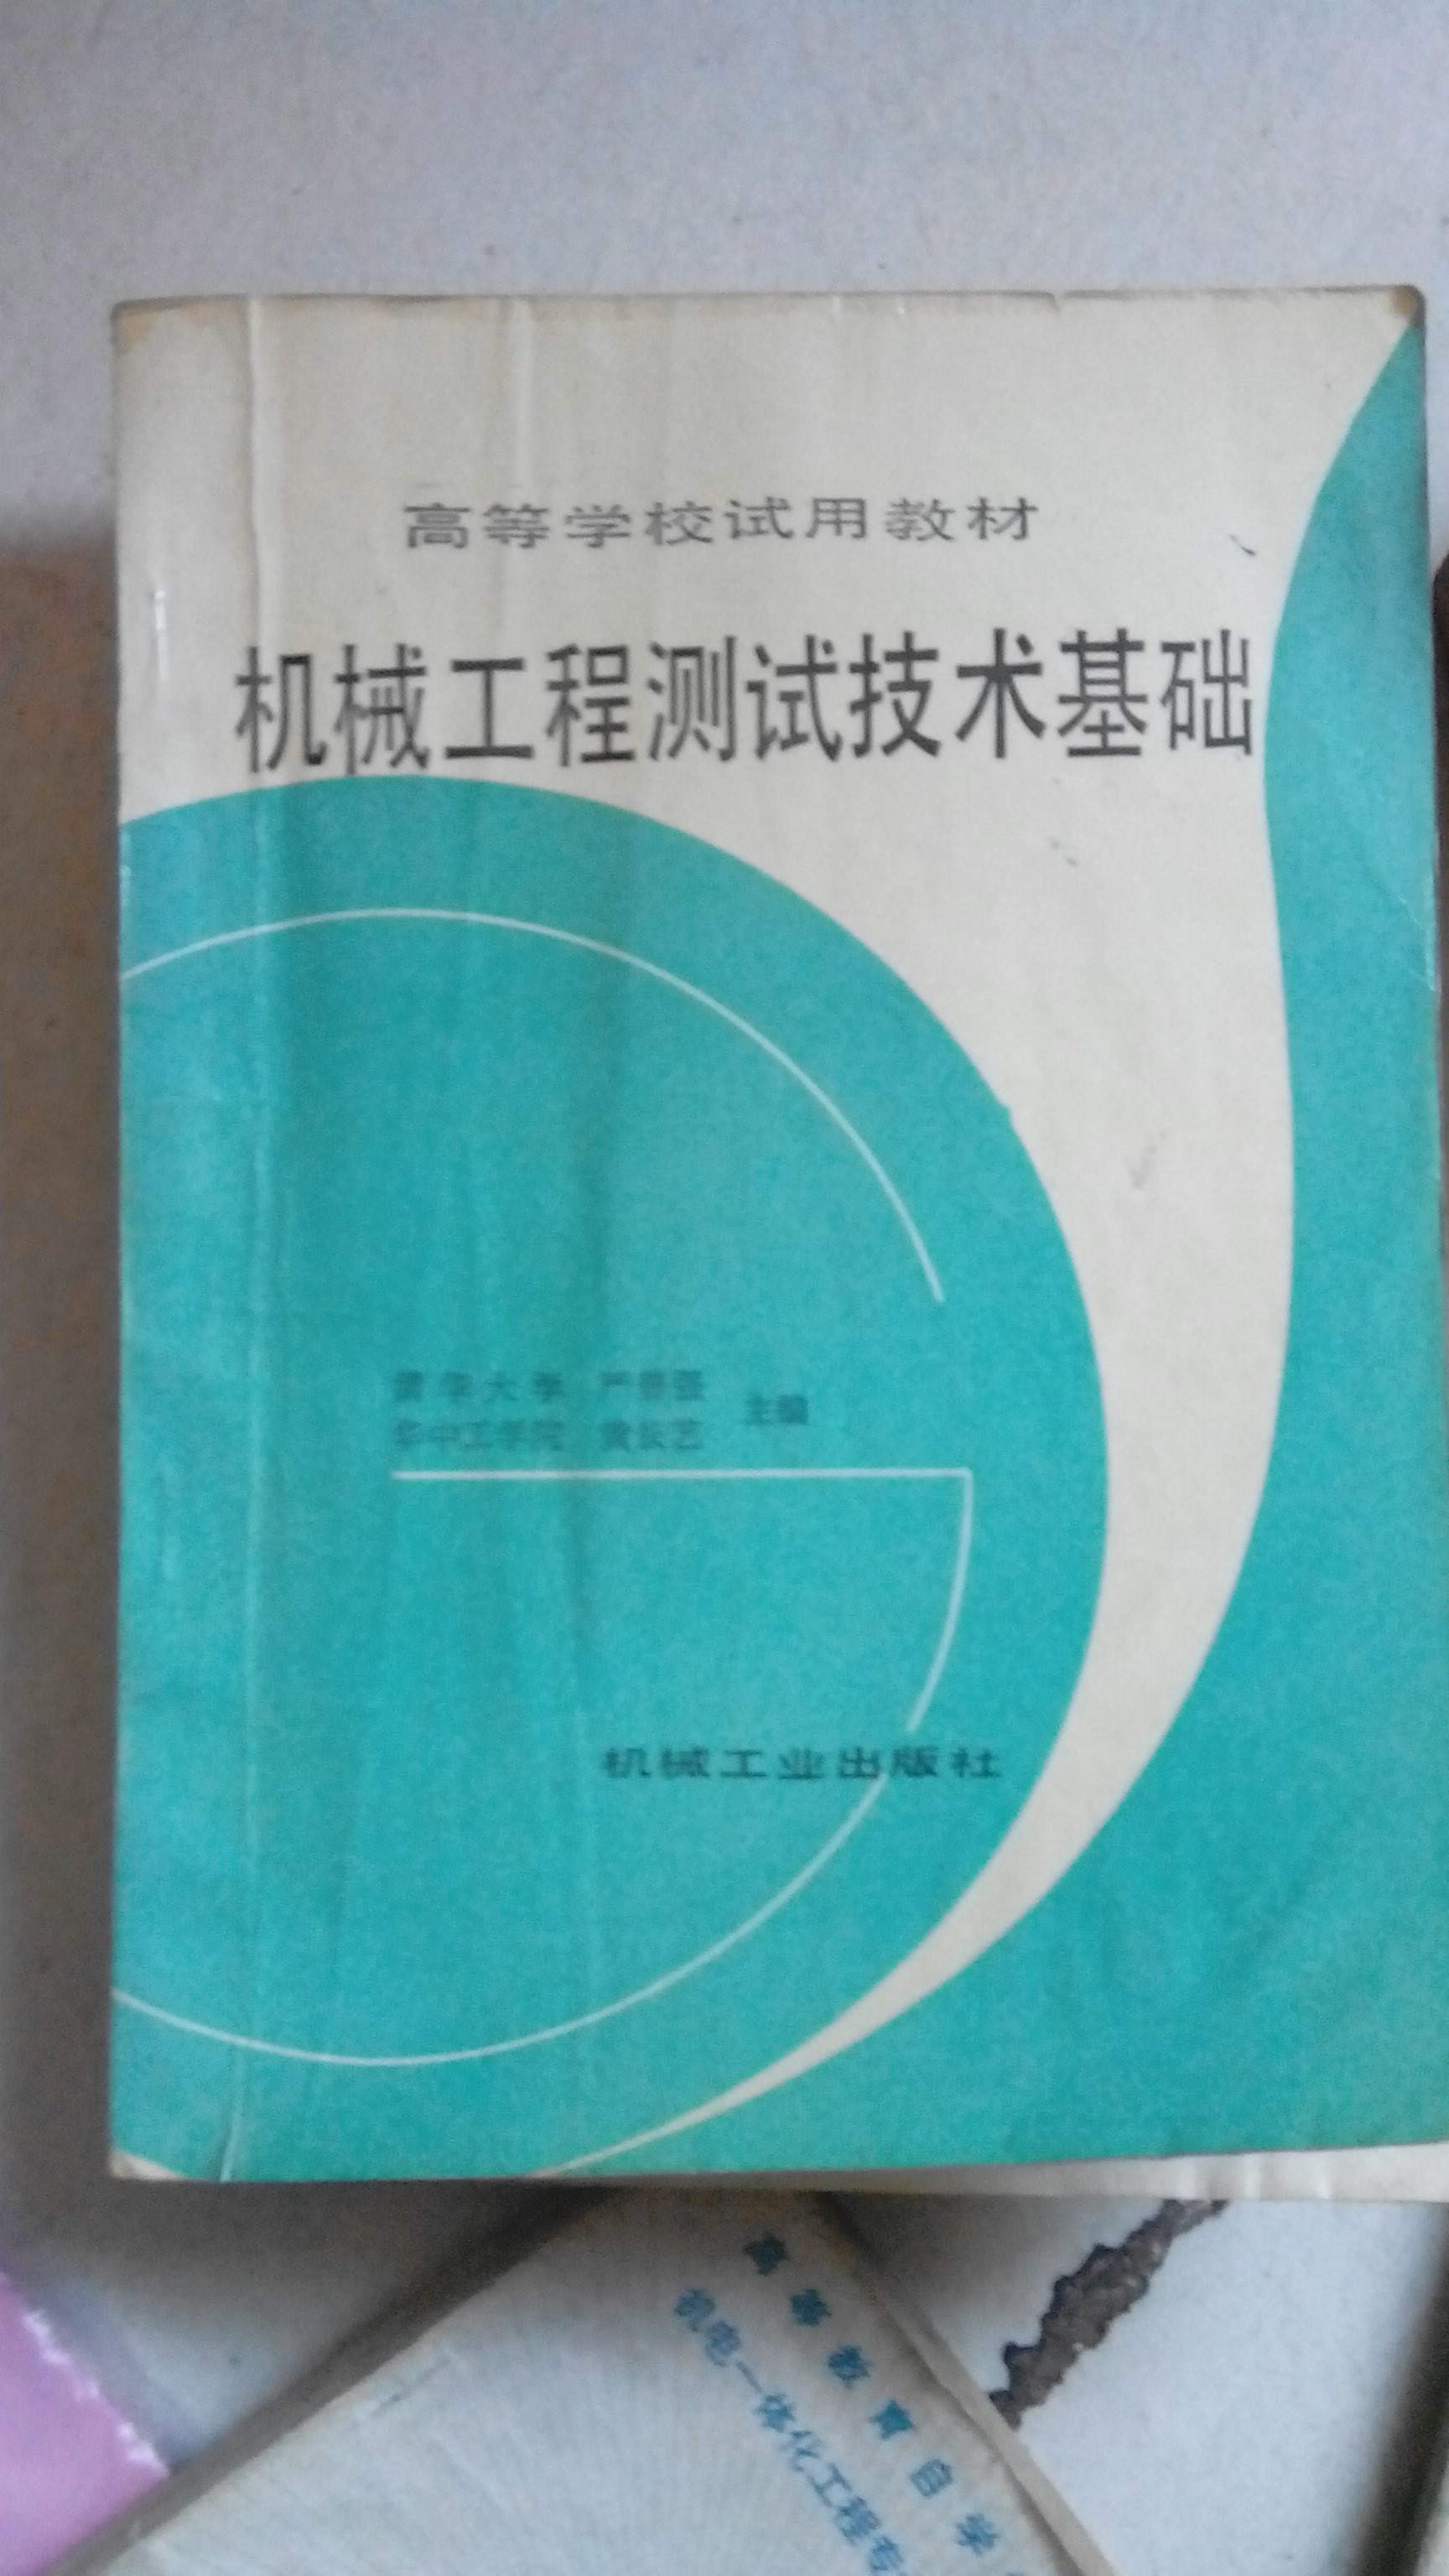 高等学校试用教材
机械工程测试技术基础
清华大学 严普强
华中工学院 黄长艺
主编
机械工业出版社
高等教育自学
机电一体化工程专